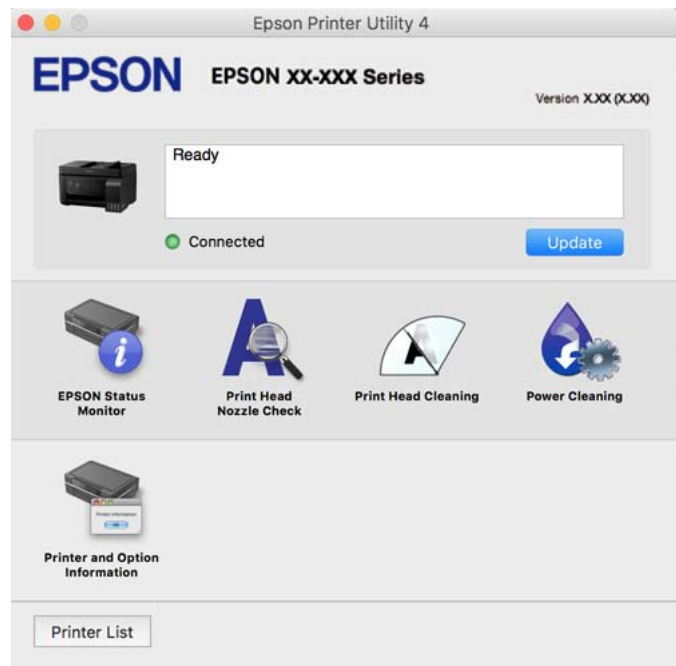 Epson Printer Utility 4
EPSON
EPSON XX-XXX Series
Version X.XX (X.XX)
Ready
Connected
Update
EPSON Status
Monitor
Print Head
Nozzle Check
Print Head Cleaning
Power Cleaning
Printer and Option
Information
Printer List